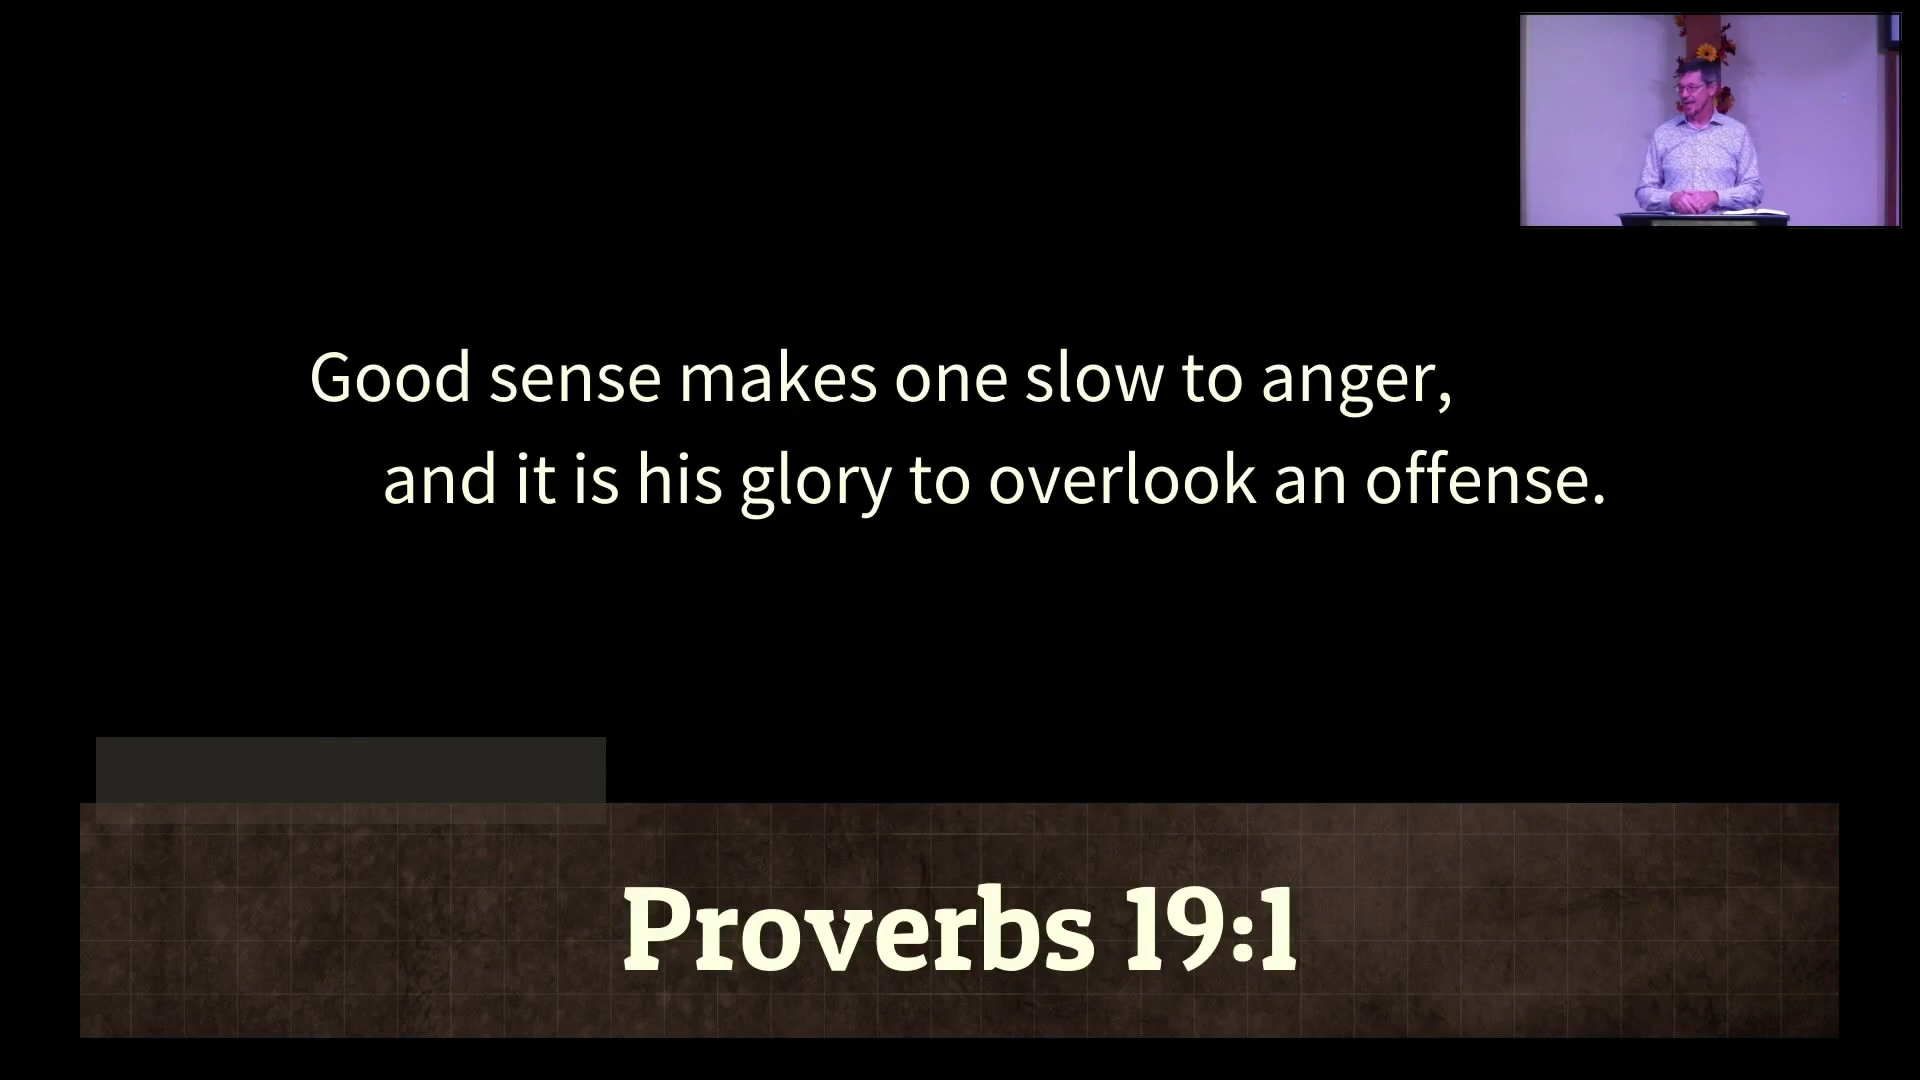 Good sense makes one slow to anger,
and it is his glory to overlook an offense.
Proverbs 19:1